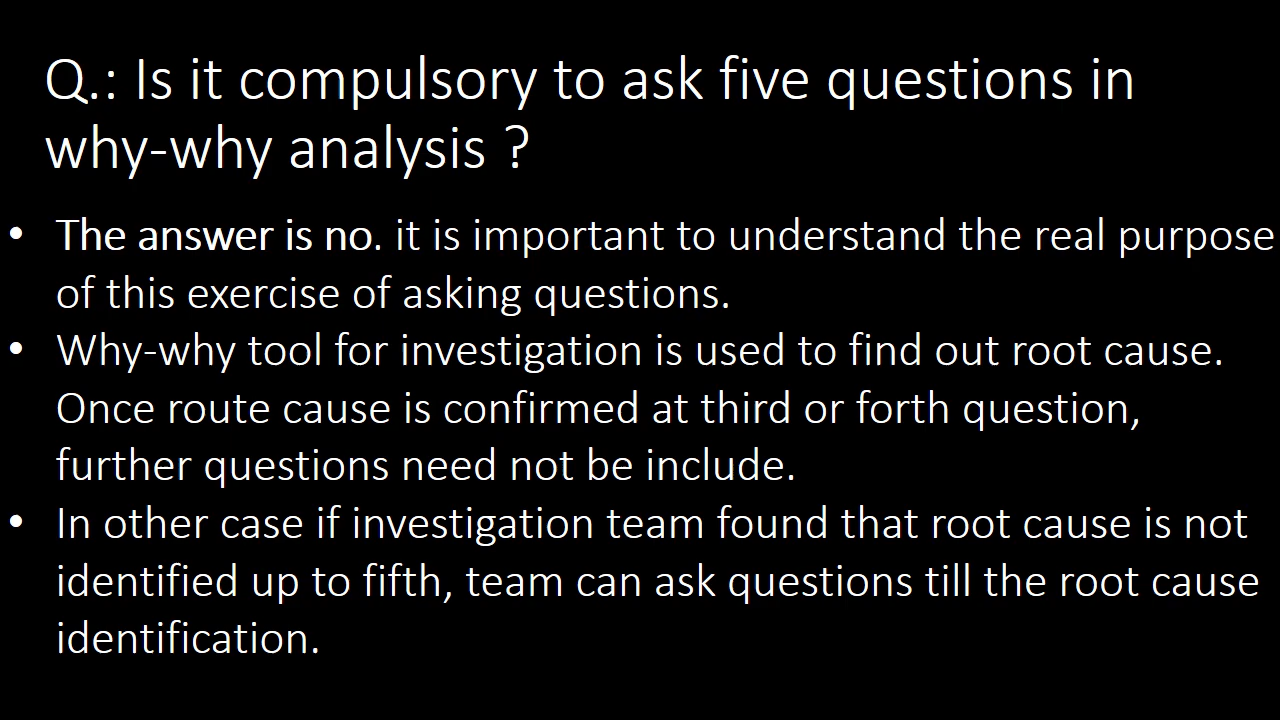 Q.: Is it compulsory to ask five questions in
why-why analysis ?
• The answer is no. it is important to understand the real purpose
of this exercise of asking questions.
• Why-why tool for investigation is used to find out root cause.
Once route cause is confirmed at third or forth question,
further questions need not be include.
• In other case if investigation team found that root cause is not
identified up to fifth, team can ask questions till the root cause
identification.